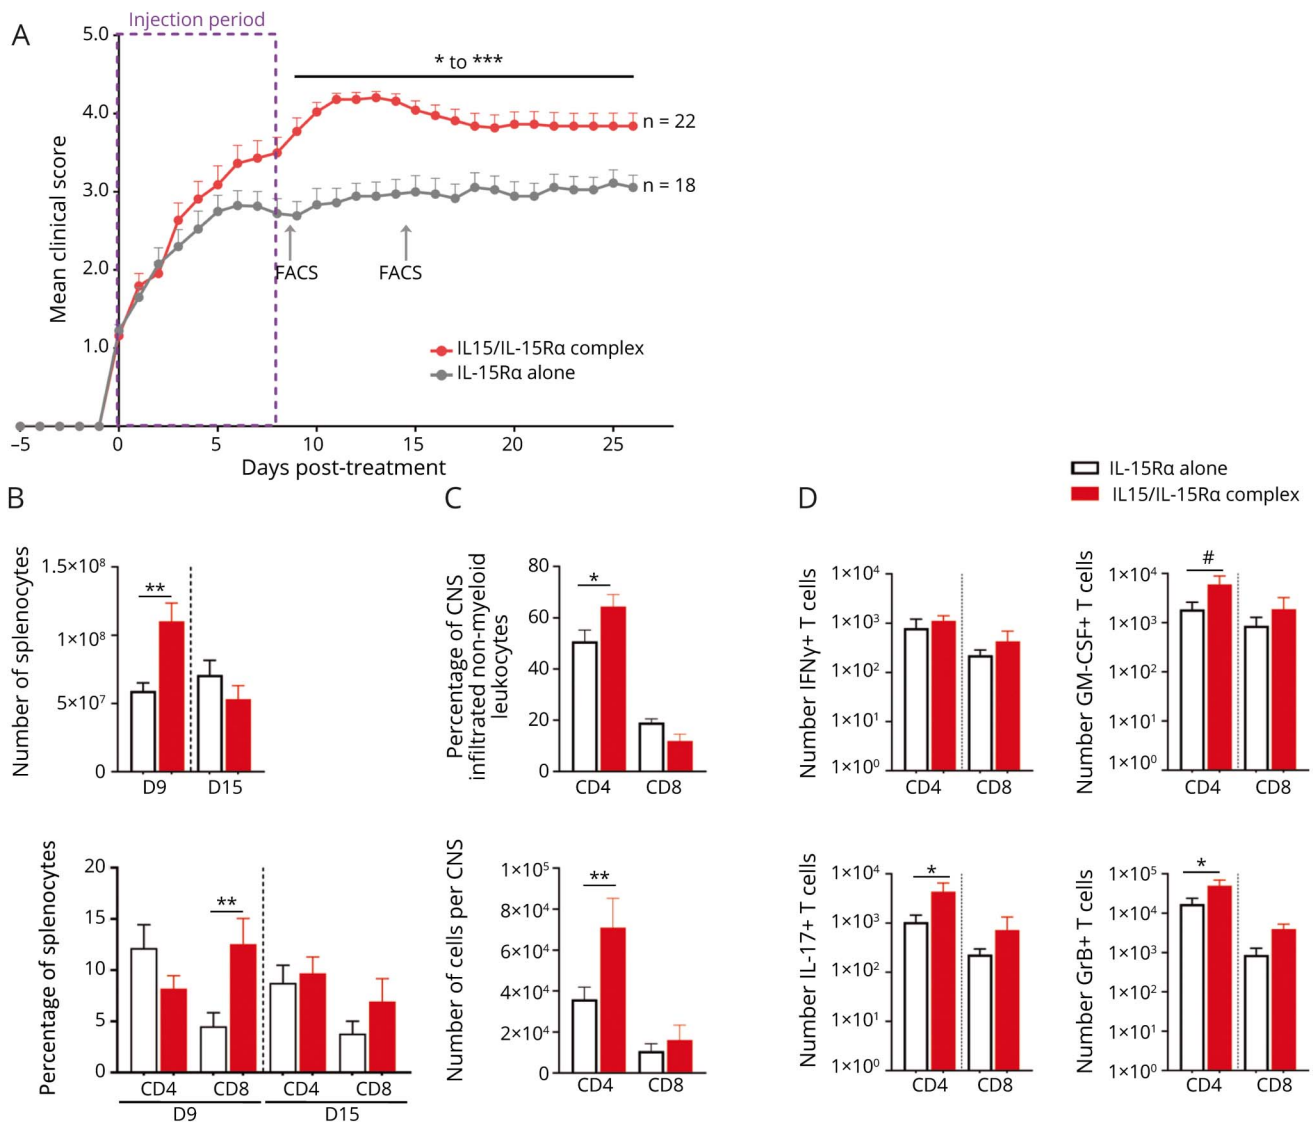 A
Injection period
5.0
4.0
3.0
2.0
1.0
Mean clinical score
* to ***
n = 22
n = 18
FACS
FACS
IL15/IL-15Rα complex
IL-15Rα alone
–5
0
5
10
15
20
25
Days post-treatment
IL-15Rα alone
IL15/IL-15Rα complex
B
Number of splenocytes
1.5×10⁸
1×10⁸
5×10⁷
0
**
D9
D15
Percentage of splenocytes
20
15
10
5
0
**
CD4
CD8
CD4
CD8
D9
D15
C
Percentage of CNS
infiltrated non-myeloid
leukocytes
80
60
40
20
0
*
CD4
CD8
Number of cells per CNS
1×10⁵
8×10⁴
6×10⁴
4×10⁴
2×10⁴
0
**
CD4
CD8
D
Number IFNγ+ T cells
1×10⁴
1×10³
1×10²
1×10¹
1×10⁰
CD4
CD8
Number GM-CSF+ T cells
1×10⁴
1×10³
1×10²
1×10¹
1×10⁰
#
CD4
CD8
Number IL-17+ T cells
1×10⁴
1×10³
1×10²
1×10¹
1×10⁰
*
CD4
CD8
Number GrB+ T cells
1×10⁵
1×10⁴
1×10³
1×10²
1×10¹
1×10⁰
*
CD4
CD8